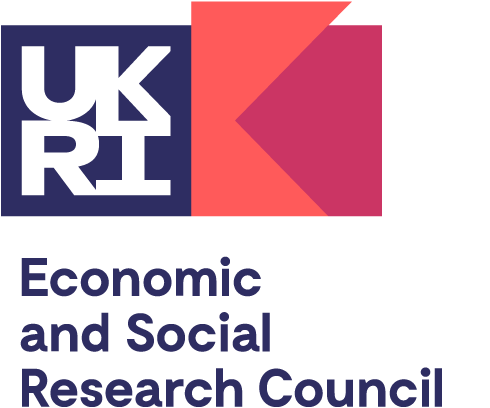 UK
RI
Economic
and Social
Research Council